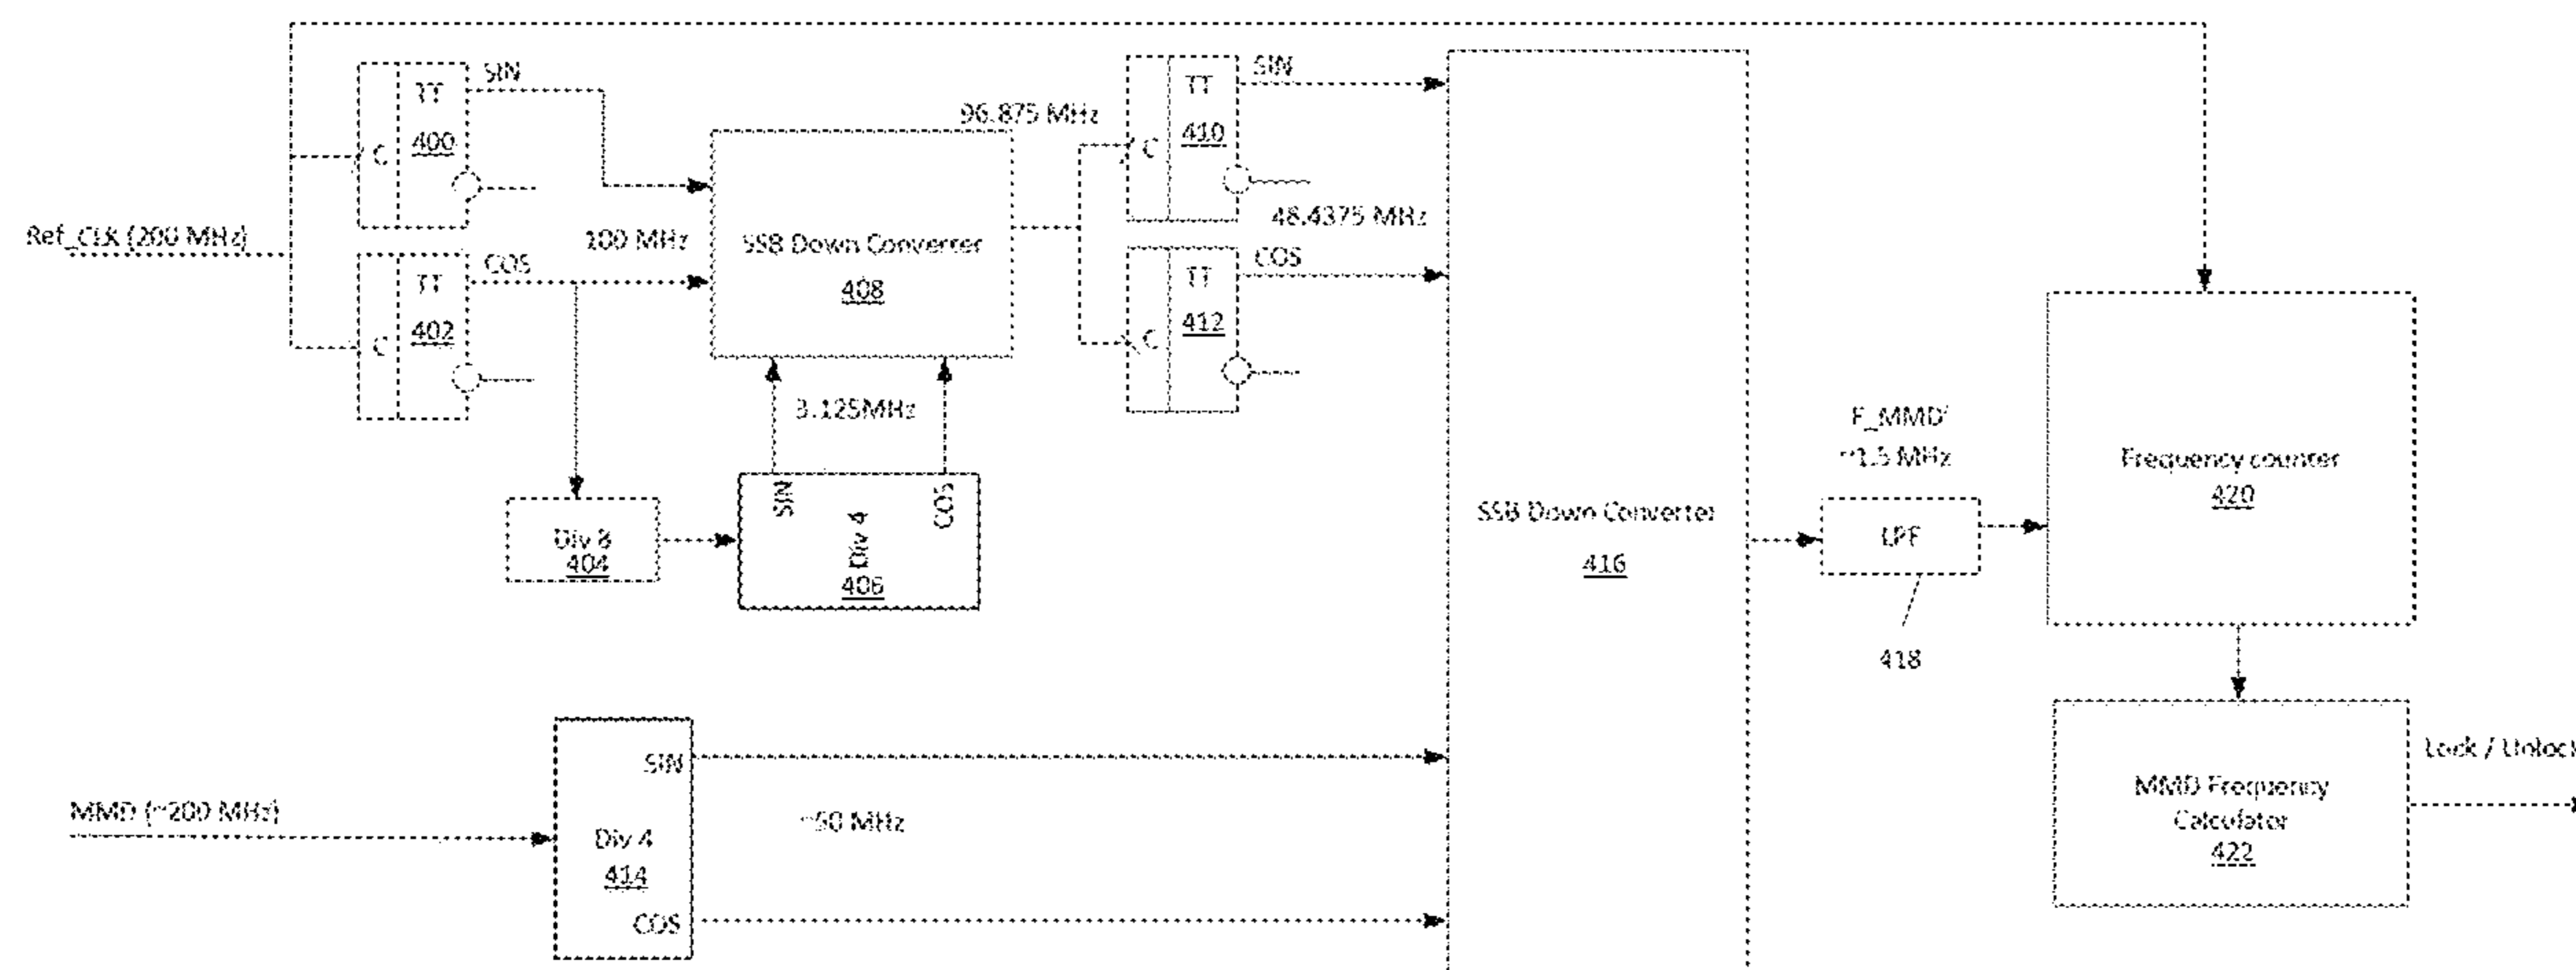 Ref_CLK (200 MHz)
C
TT
400
SIN
C
TT
402
COS
100 MHz
SSB Down Converter
408
3.125MHz
Div 8
404
SIN
COS
Div 4
406
96.875 MHz
C
TT
410
SIN
48.4375 MHz
C
TT
412
COS
SSB Down Converter
416
MMD (~200 MHz)
SIN
Div 4
414
COS
~50 MHz
F_MMD'
~1.5 MHz
LPF
418
Frequency counter
420
MMD Frequency
Calculator
422
Lock / Unlock